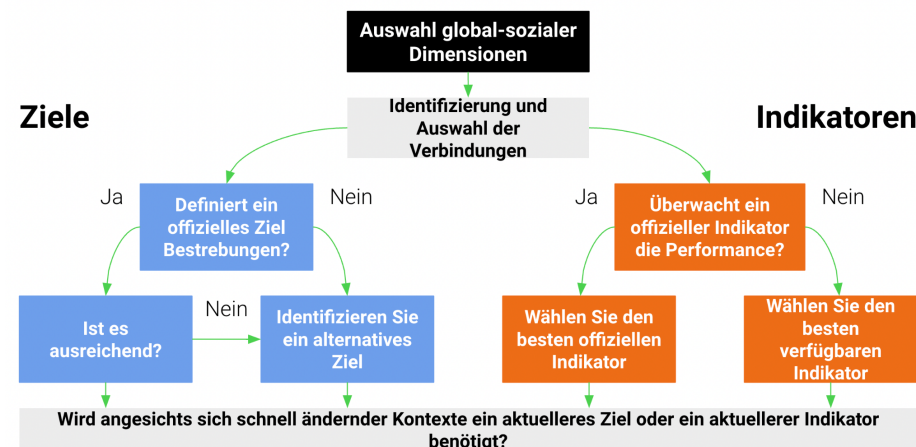 Auswahl global-sozialer
Dimensionen
Ziele
Identifizierung und
Auswahl der
Verbindungen
Indikatoren
Ja
Definiert ein
offizielles Ziel
Bestrebungen?
Nein
Ja
Überwacht ein
offizieller Indikator
die Performance?
Nein
Ist es
ausreichend?
Nein
Identifizieren Sie
ein alternatives
Ziel
Wählen Sie den
besten offiziellen
Indikator
Wählen Sie den
besten
verfügbaren
Indikator
Wird angesichts sich schnell ändernder Kontexte ein aktuelleres Ziel oder ein aktuellerer Indikator
benötigt?